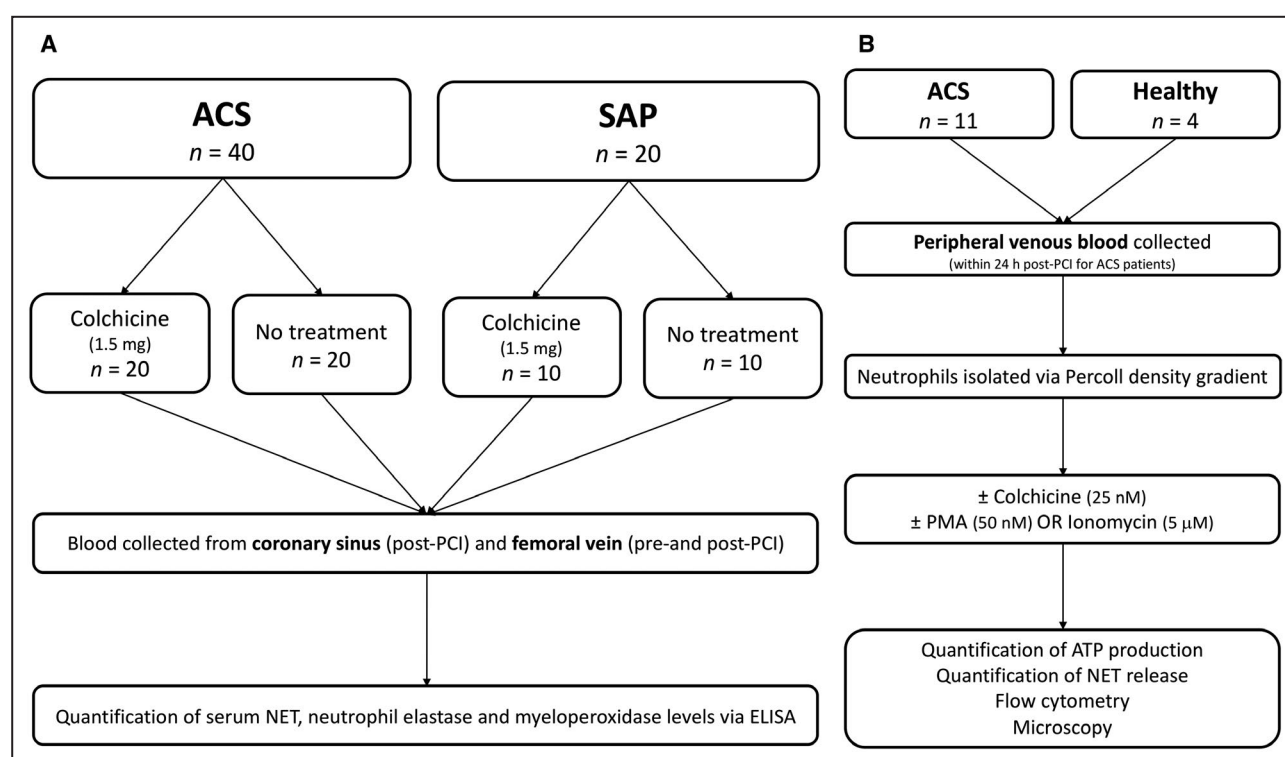 A
ACS
n = 40
SAP
n = 20
Colchicine
(1.5 mg)
n = 20
No treatment
n = 20
Colchicine
(1.5 mg)
n = 10
No treatment
n = 10
Blood collected from coronary sinus (post-PCI) and femoral vein (pre-and post-PCI)
Quantification of serum NET, neutrophil elastase and myeloperoxidase levels via ELISA
B
ACS
n = 11
Healthy
n = 4
Peripheral venous blood collected
(within 24 h post-PCI for ACS patients)
Neutrophils isolated via Percoll density gradient
± Colchicine (25 nM)
± PMA (50 nM) OR Ionomycin (5 µM)
Quantification of ATP production
Quantification of NET release
Flow cytometry
Microscopy